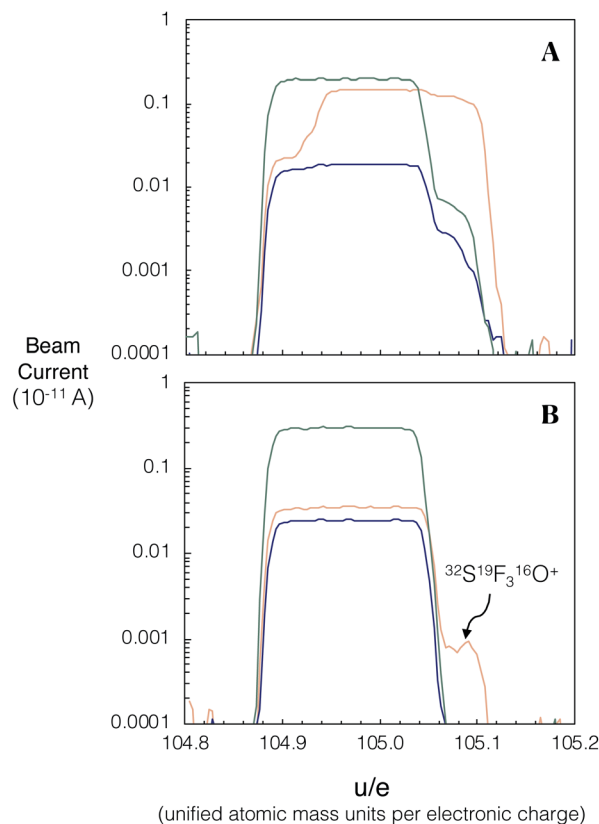 1
A
0.1
0.01
0.001
Beam
Current
(10⁻¹¹ A)
0.0001
1
B
0.1
0.01
³²S¹⁹F₃¹⁶O⁺
0.001
0.0001
104.8 104.9 105.0 105.1 105.2
u/e
(unified atomic mass units per electronic charge)